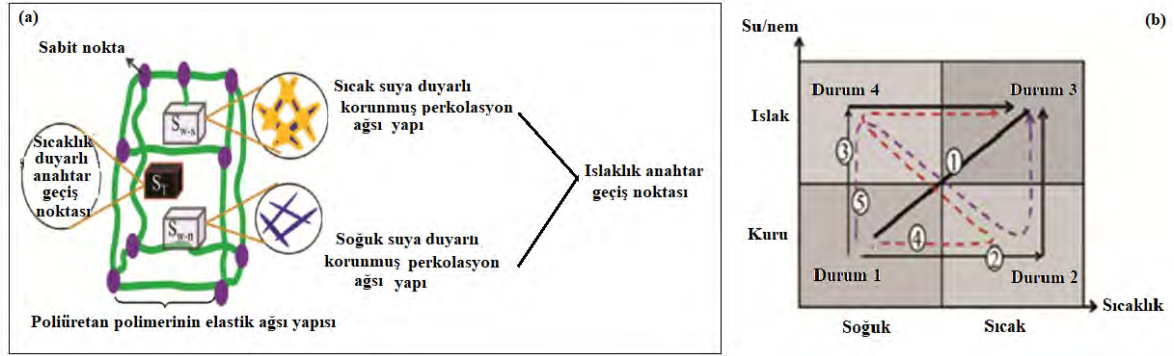 (a)
Sabit nokta
Sıcak suya duyarlı
korunmuş perkolasyon
ağsı yapı
S_w-s
Sıcaklık
duyarlı
anahtar
geçiş
noktası
S_T
Islaklık anahtar
geçiş noktası
S_w-n
Soğuk suya duyarlı
korunmuş perkolasyon
ağsı yapı
Poliüretan polimerinin elastik ağsı yapısı
(b)
Su/nem
Durum 4
Durum 3
Islak
③
①
⑤
Kuru
④
②
Durum 1
Durum 2
Sıcaklık
Soğuk
Sıcak